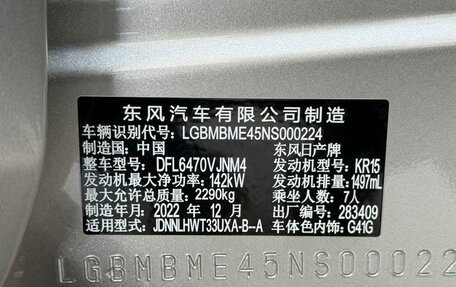 东风汽车有限公司制造
车辆识别代号: LGBMBME45NS000224
制造国: 中国 东风日产牌
整车型号: DFL6470VJNM4 发动机型号: KR15
发动机最大净功率: 142kW 发动机排量: 1497mL
最大允许总质量: 2290kg 乘坐人数: 7人
制造年月: 2022 年 12 月 出厂编号: 283409
适用型式: JDNNLHWT33UXA-B-A 车体色内饰: G41G
LGBMBME45NS00022